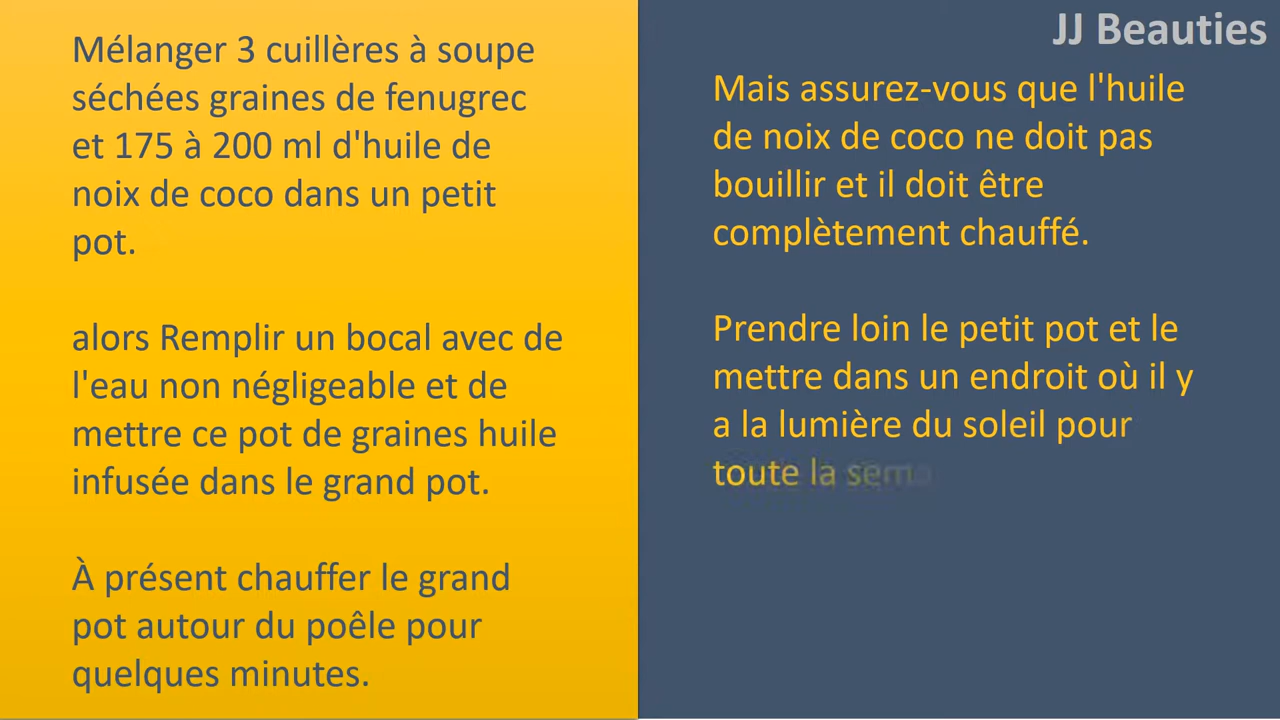 JJ Beauties
Mélanger 3 cuillères à soupe
séchées graines de fenugrec
et 175 à 200 ml d'huile de
noix de coco dans un petit
pot.
alors Remplir un bocal avec de
l'eau non négligeable et de
mettre ce pot de graines huile
infusée dans le grand pot.
À présent chauffer le grand
pot autour du poêle pour
quelques minutes.
Mais assurez-vous que l'huile
de noix de coco ne doit pas
bouillir et il doit être
complètement chauffé.
Prendre loin le petit pot et le
mettre dans un endroit où il y
a la lumière du soleil pour
toute la